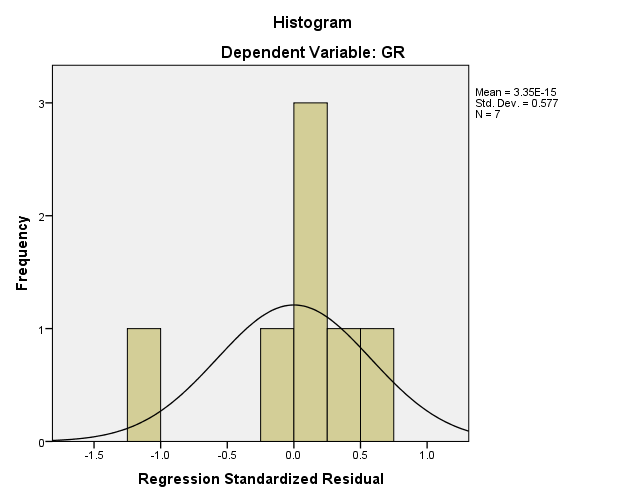 Histogram
Dependent Variable: GR
Mean = 3.35E-15
Std. Dev. = 0.577
N = 7
Frequency
3
2
1
0
-1.5 -1.0 -0.5 0.0 0.5 1.0
Regression Standardized Residual